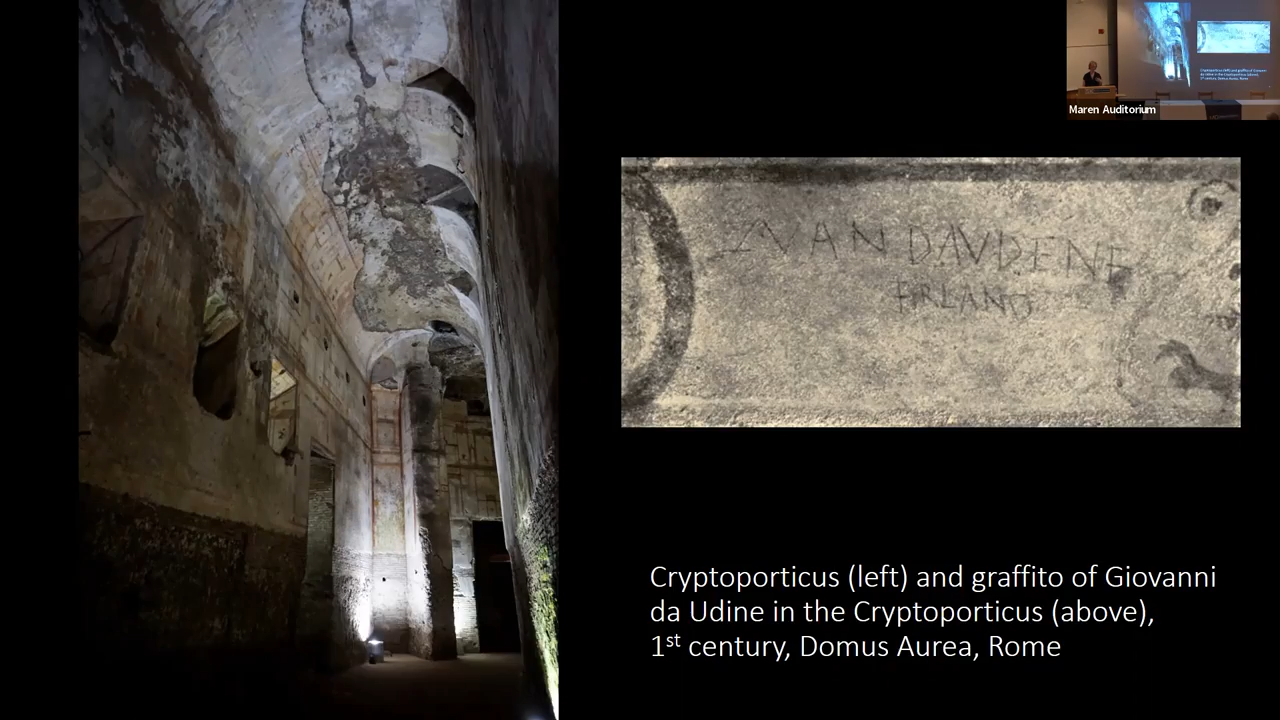 Maren Auditorium
ZVAN DAVDENE
FIRLANO
Cryptoporticus (left) and graffito of Giovanni
da Udine in the Cryptoporticus (above),
1st century, Domus Aurea, Rome